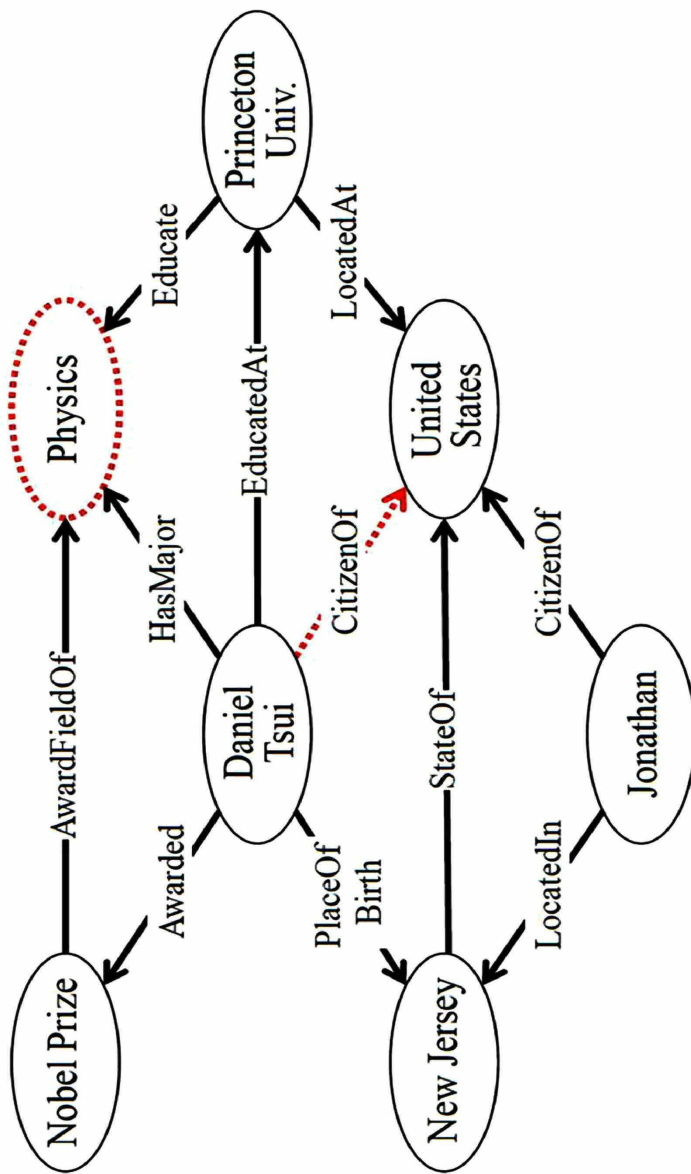 Nobel Prize
AwardFieldOf
Physics
Awarded
HasMajor
Educate
Daniel
Tsui
EducatedAt
Princeton
Univ.
PlaceOf
Birth
CitizenOf
LocatedAt
New Jersey
StateOf
United
States
LocatedIn
CitizenOf
Jonathan